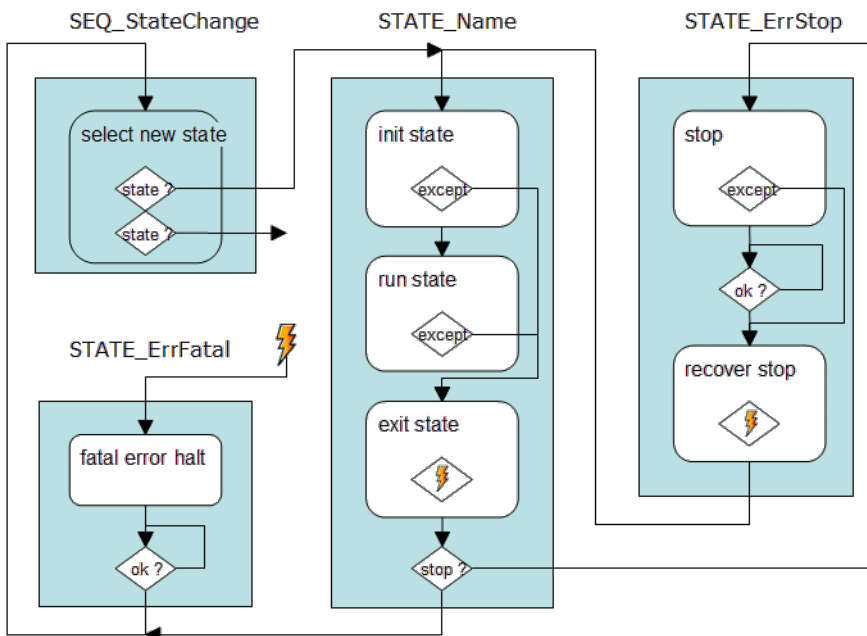 SEQ_StateChange
select new state
state ?
state ?
STATE_ErrFatal
fatal error halt
ok ?
STATE_Name
init state
except
run state
except
exit state
stop ?
STATE_ErrStop
stop
except
ok ?
recover stop